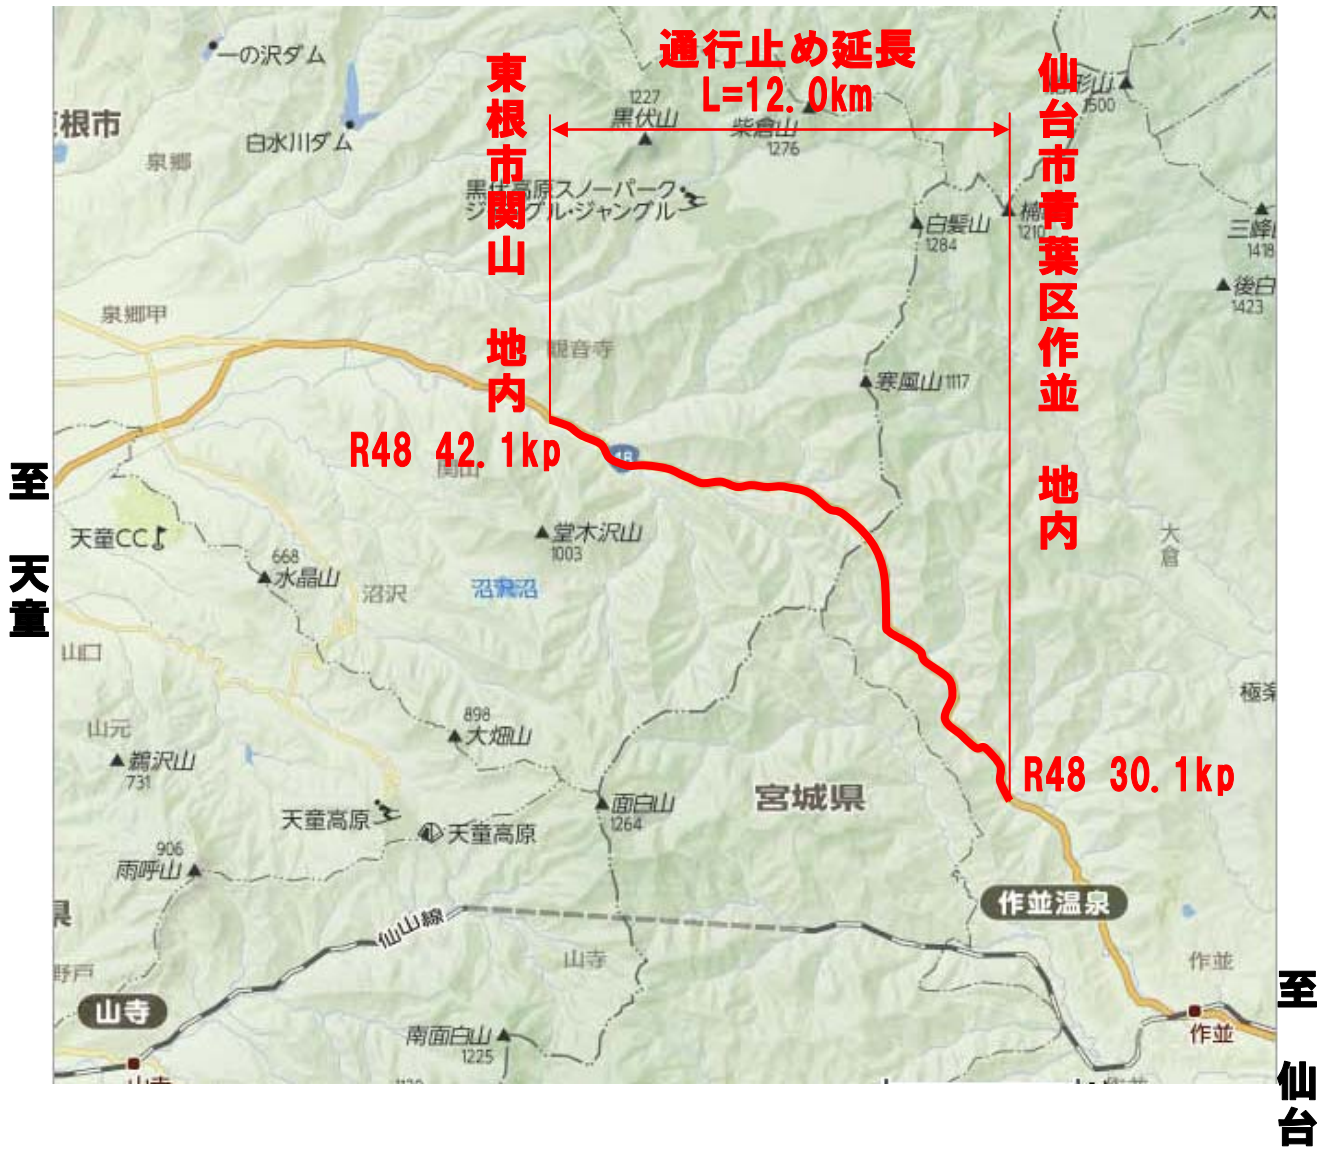 通行止め延長
L=12.0km
東根市関山 地内
仙台市青葉区作並 地内
R48 42.1kp
R48 30.1kp
至 天童
至 仙台
一の沢ダム
白水川ダム
根市
泉郷
1227
黒伏山
柴倉山
1276
形山
1500
黒伏高原スノーパーク
ジャングル・ジャングル
白髪山
1284
楠
1210
三峰
1418
後白
1423
泉郷甲
観音寺
寒風山 1117
48
関山
天童CC
堂木沢山
1003
大倉
668
水晶山
沼沢
沼沢沼
山口
極楽
山元
898
大畑山
鵜沢山
731
宮城県
面白山
1264
天童高原
天童高原
906
雨呼山
作並温泉
県
仙山線
野戸
山寺
作並
山寺
南面白山
1225
作並
山寺